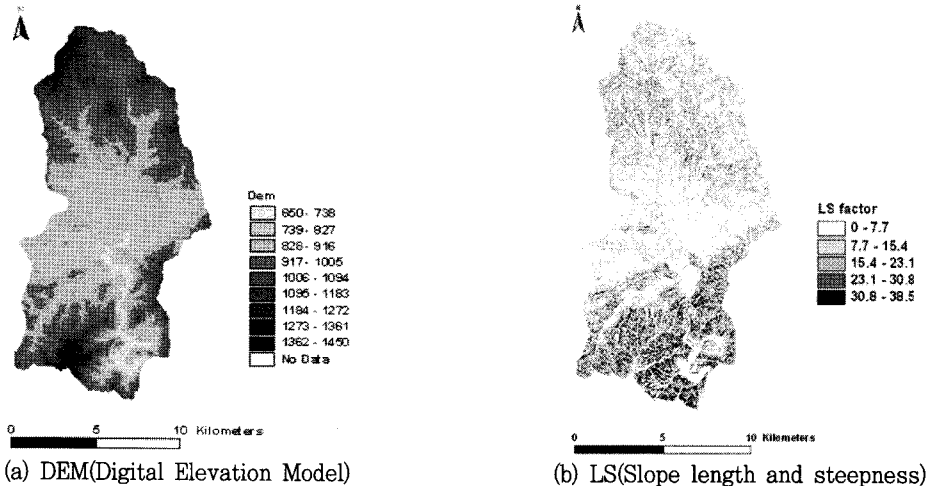 N
N
Dem
650 - 738
739 - 827
828 - 916
917 - 1005
1006 - 1094
1095 - 1183
1184 - 1272
1273 - 1361
1362 - 1450
No Data
LS factor
0 - 7.7
7.7 - 15.4
15.4 - 23.1
23.1 - 30.8
30.8 - 38.5
0 5 10 Kilometers
0 5 10 Kilometers
(a) DEM(Digital Elevation Model)
(b) LS(Slope length and steepness)